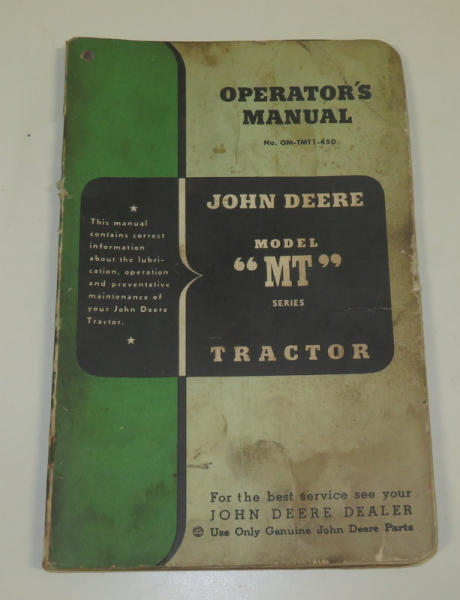 OPERATOR'S
MANUAL
No. OM-TMT1-450
★
This manual
contains correct
information
about the lubri-
cation, operation
and preventative
maintenance of
your John Deere
Tractor.
★
JOHN DEERE
MODEL
“MT”
SERIES
TRACTOR
For the best service see your
JOHN DEERE DEALER
Use Only Genuine John Deere Parts